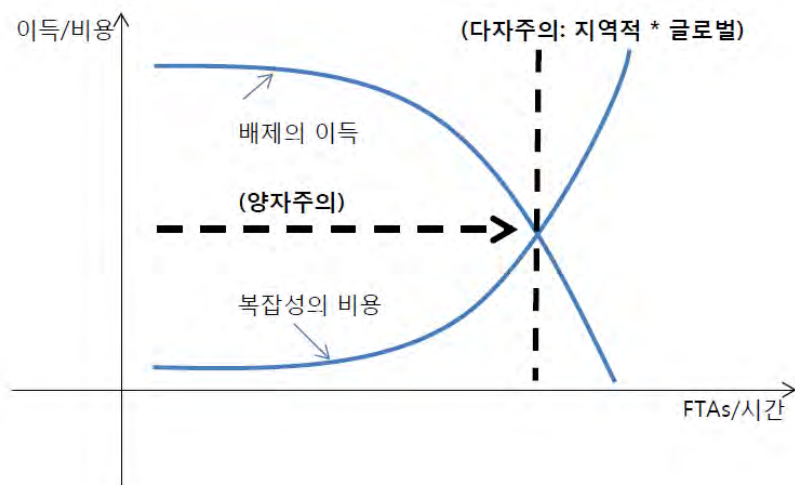 이득/비용
(다자주의: 지역적 * 글로벌)
배제의 이득
(양자주의)
복잡성의 비용
FTAs/시간